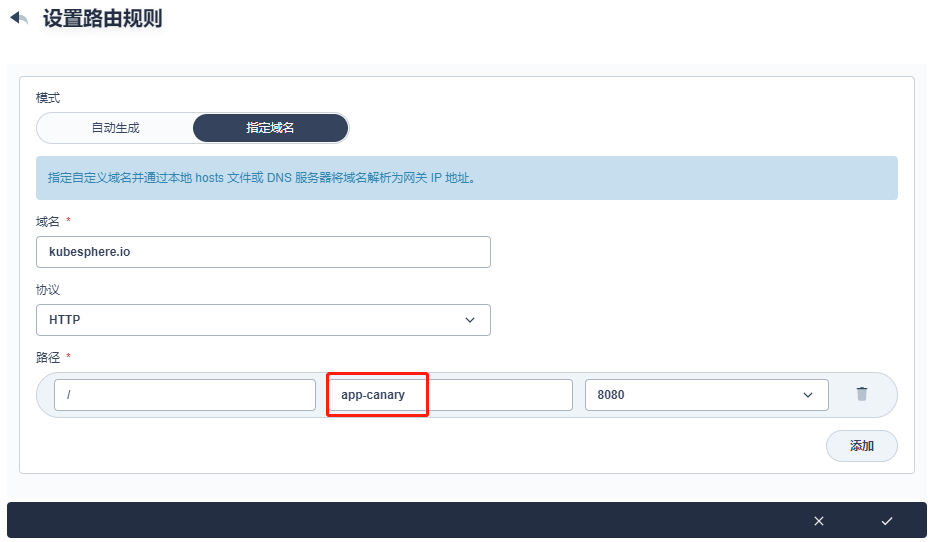 设置路由规则
模式
自动生成 指定域名
指定自定义域名并通过本地 hosts 文件或 DNS 服务器将域名解析为网关 IP 地址。
域名 *
kubesphere.io
协议
HTTP
路径 *
/ app-canary 8080
添加